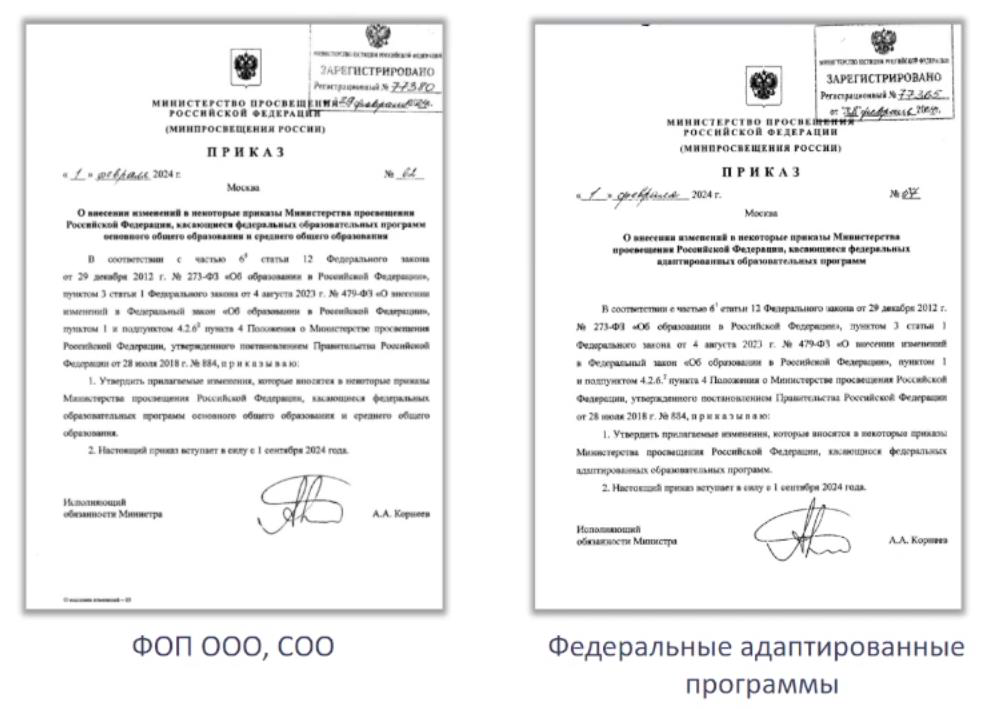 МИНИСТЕРСТВО ЮСТИЦИИ РОССИЙСКОЙ ФЕДЕРАЦИИ
ЗАРЕГИСТРИРОВАНО
Регистрационный № 77380
29 февраля 2024г.
МИНИСТЕРСТВО ПРОСВЕЩЕНИЯ
РОССИЙСКОЙ ФЕДЕРАЦИИ
(МИНПРОСВЕЩЕНИЯ РОССИИ)
ПРИКАЗ
« 1 » февраля 2024 г.
№ 62
Москва
О внесении изменений в некоторые приказы Министерства просвещения
Российской Федерации, касающиеся федеральных образовательных программ
основного общего образования и среднего общего образования
В соответствии с частью 6⁵ статьи 12 Федерального закона
от 29 декабря 2012 г. № 273-ФЗ «Об образовании в Российской Федерации»,
пунктом 3 статьи 1 Федерального закона от 4 августа 2023 г. № 479-ФЗ «О внесении
изменений в Федеральный закон «Об образовании в Российской Федерации»,
пунктом 1 и подпунктом 4.2.6⁵ пункта 4 Положения о Министерстве просвещения
Российской Федерации, утвержденного постановлением Правительства Российской
Федерации от 28 июля 2018 г. № 884, п р и к а з ы в а ю:
1. Утвердить прилагаемые изменения, которые вносятся в некоторые приказы
Министерства просвещения Российской Федерации, касающиеся федеральных
образовательных программ основного общего образования и среднего общего
образования.
2. Настоящий приказ вступает в силу с 1 сентября 2024 года.
Исполняющий
обязанности Министра
А.А. Корнеев
О внесении изменений – 03
ФОП ООО, СОО
МИНИСТЕРСТВО ЮСТИЦИИ РОССИЙСКОЙ ФЕДЕРАЦИИ
ЗАРЕГИСТРИРОВАНО
Регистрационный № 77365
от февраля 2024г.
МИНИСТЕРСТВО ПРОСВЕЩЕНИЯ
РОССИЙСКОЙ ФЕДЕРАЦИИ
(МИНПРОСВЕЩЕНИЯ РОССИИ)
ПРИКАЗ
« 1 » февраля 2024 г.
№ 67
Москва
О внесении изменений в некоторые приказы Министерства
просвещения Российской Федерации, касающиеся федеральных
адаптированных образовательных программ
В соответствии с частью 6¹ статьи 12 Федерального закона от 29 декабря 2012 г.
№ 273-ФЗ «Об образовании в Российской Федерации», пунктом 3 статьи 1
Федерального закона от 4 августа 2023 г. № 479-ФЗ «О внесении изменений
в Федеральный закон «Об образовании в Российской Федерации», пунктом 1
и подпунктом 4.2.6.⁷ пункта 4 Положения о Министерстве просвещения Российской
Федерации, утвержденного постановлением Правительства Российской Федерации
от 28 июля 2018 г. № 884, п р и к а з ы в а ю:
1. Утвердить прилагаемые изменения, которые вносятся в некоторые приказы
Министерства просвещения Российской Федерации, касающиеся федеральных
адаптированных образовательных программ.
2. Настоящий приказ вступает в силу с 1 сентября 2024 года.
Исполняющий
обязанности Министра
А.А. Корнеев
Федеральные адаптированные
программы